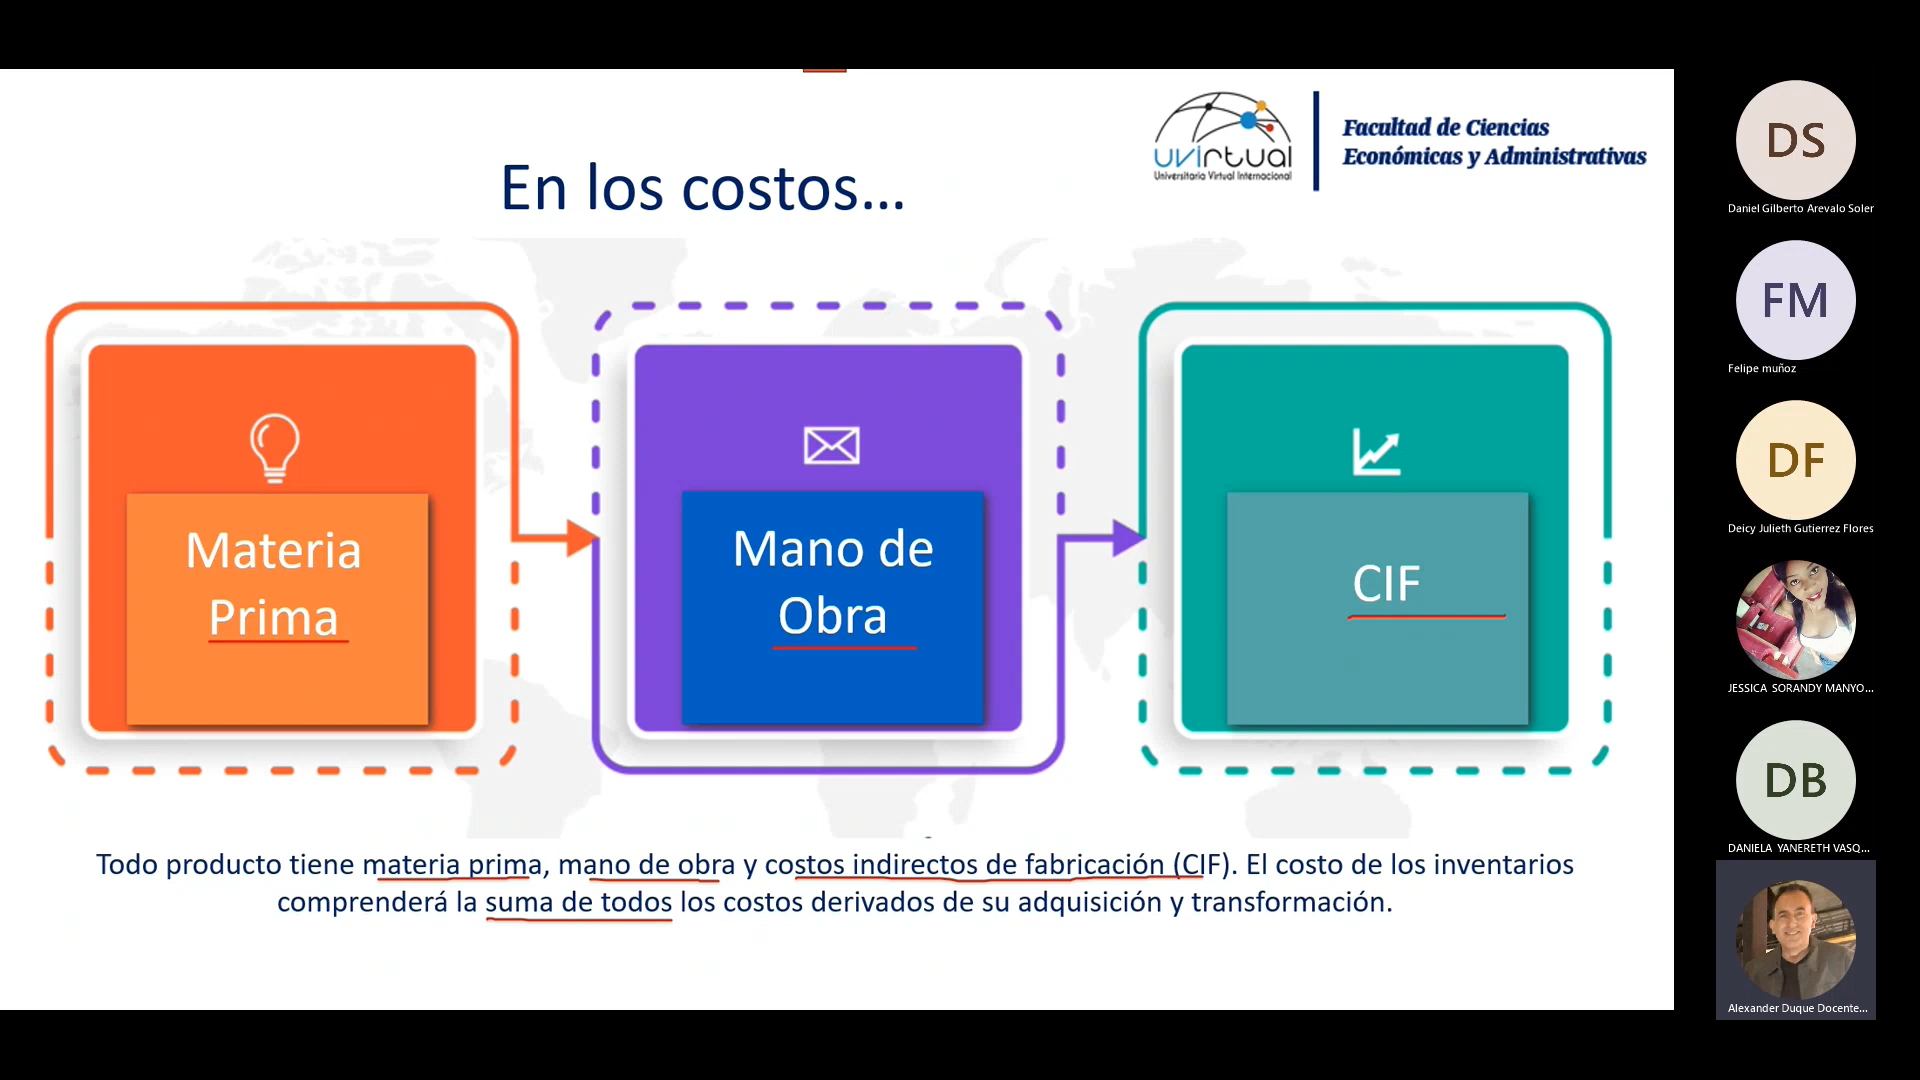 uvirtual
Universitaria Virtual Internacional
Facultad de Ciencias
Económicas y Administrativas
En los costos...
Materia
Prima
Mano de
Obra
CIF
Todo producto tiene materia prima, mano de obra y costos indirectos de fabricación (CIF). El costo de los inventarios
comprenderá la suma de todos los costos derivados de su adquisición y transformación.
DS
Daniel Gilberto Arevalo Soler
FM
Felipe muñoz
DF
Deicy Julieth Gutierrez Flores
JESSICA SORANDY MANYO...
DB
DANIELA YANERETH VASQ...
Alexander Duque Docente...